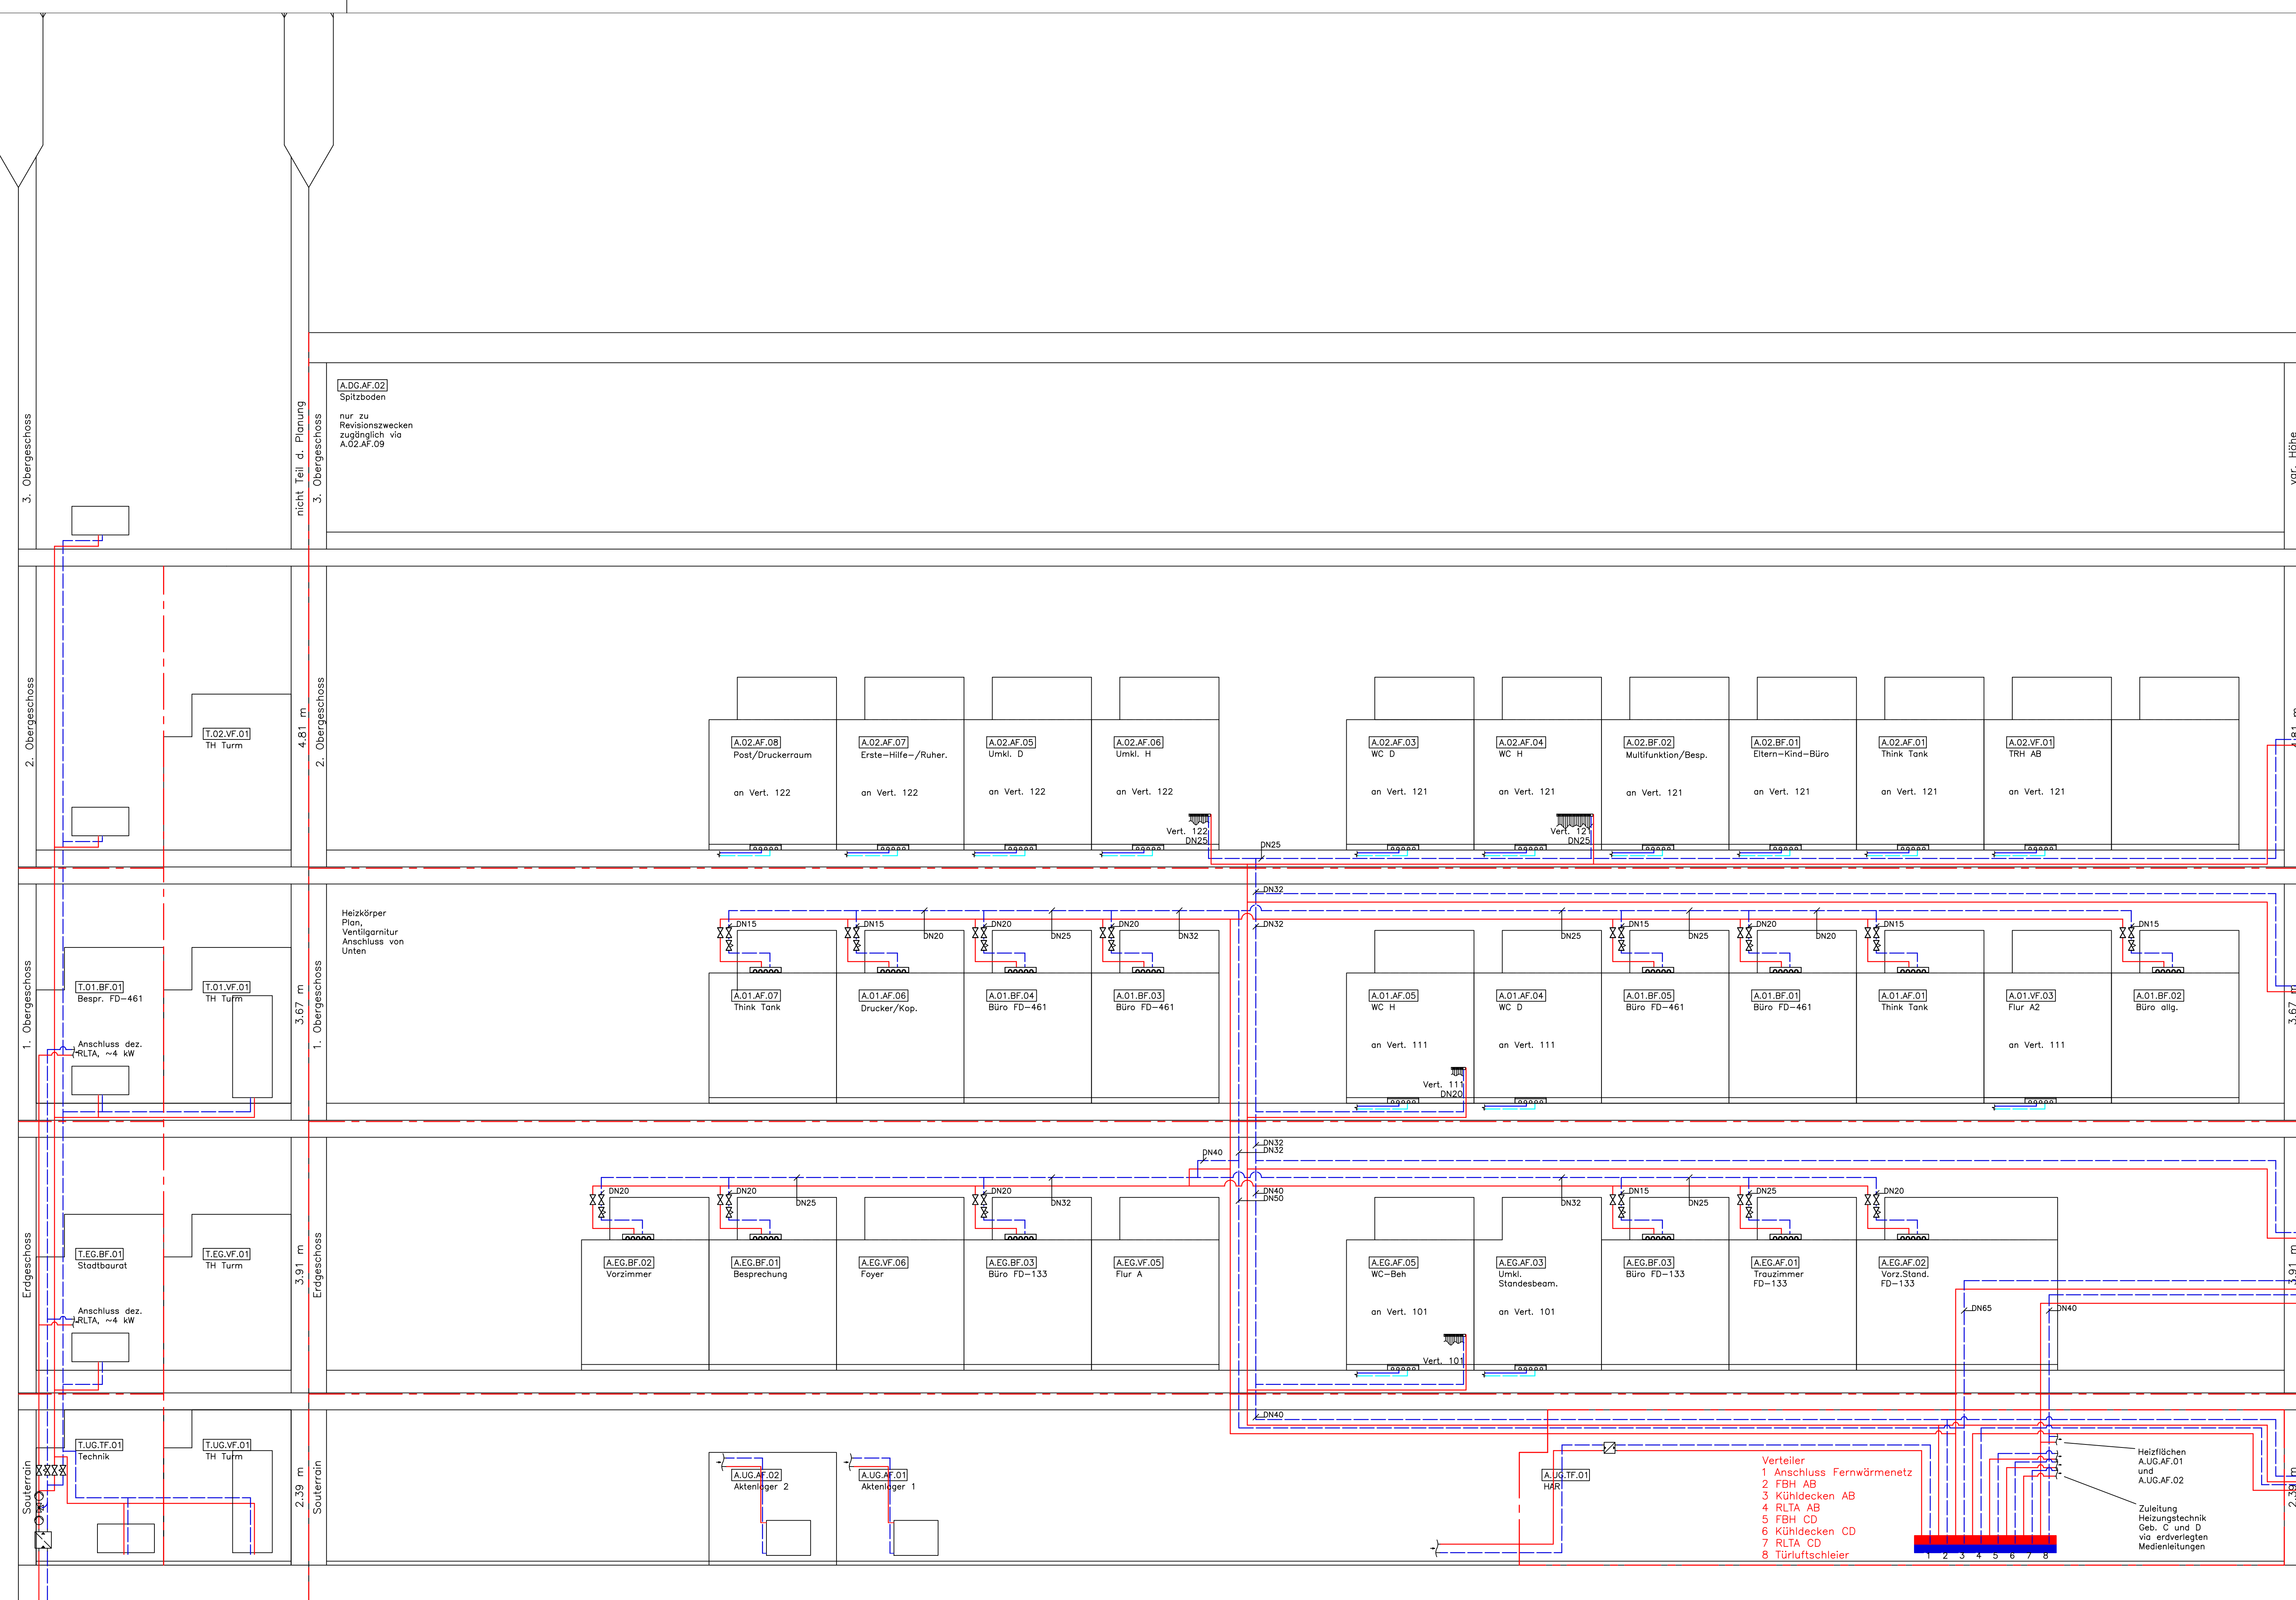 3. Obergeschoss
nicht Teil d. Planung
3. Obergeschoss
A.DG.AF.02
Spitzboden
nur zu
Revisionszwecken
zugänglich via
A.02.AF.09
var. Höhe
2. Obergeschoss
T.02.VF.01
TH Turm
4.81 m
2. Obergeschoss
A.02.AF.08
Post/Druckerraum
an Vert. 122
A.02.AF.07
Erste-Hilfe-/Ruher.
an Vert. 122
A.02.AF.05
Umkl. D
an Vert. 122
A.02.AF.06
Umkl. H
an Vert. 122
Vert. 122
DN25
DN25
A.02.AF.03
WC D
an Vert. 121
A.02.AF.04
WC H
an Vert. 121
Vert. 121
DN25
A.02.BF.02
Multifunktion/Besp.
an Vert. 121
A.02.BF.01
Eltern-Kind-Büro
an Vert. 121
A.02.AF.01
Think Tank
an Vert. 121
A.02.VF.01
TRH AB
an Vert. 121
4.81 m
1. Obergeschoss
T.01.BF.01
Bespr. FD-461
Anschluss dez.
RLTA, ~4 kW
T.01.VF.01
TH Turm
3.67 m
1. Obergeschoss
Heizkörper
Plan,
Ventilgarnitur
Anschluss von
Unten
DN15
DN15
DN20
DN20
DN25
DN20
DN32
DN32
DN32
DN25
DN15
DN25
DN20
DN20
DN15
DN15
A.01.AF.07
Think Tank
A.01.AF.06
Drucker/Kop.
A.01.BF.04
Büro FD-461
A.01.BF.03
Büro FD-461
A.01.AF.05
WC H
an Vert. 111
Vert. 111
DN20
A.01.AF.04
WC D
an Vert. 111
A.01.BF.05
Büro FD-461
A.01.BF.01
Büro FD-461
A.01.AF.01
Think Tank
A.01.VF.03
Flur A2
an Vert. 111
A.01.BF.02
Büro allg.
3.67 m
Erdgeschoss
T.EG.BF.01
Stadtbaurat
Anschluss dez.
RLTA, ~4 kW
T.EG.VF.01
TH Turm
3.91 m
Erdgeschoss
DN20
DN20
DN25
DN20
DN32
DN40
DN32
DN32
DN40
DN50
DN32
DN15
DN25
DN25
DN20
A.EG.BF.02
Vorzimmer
A.EG.BF.01
Besprechung
A.EG.VF.06
Foyer
A.EG.BF.03
Büro FD-133
A.EG.VF.05
Flur A
A.EG.AF.05
WC-Beh
an Vert. 101
Vert. 101
A.EG.AF.03
Umkl.
Standesbeam.
an Vert. 101
A.EG.BF.03
Büro FD-133
A.EG.AF.01
Trauzimmer
FD-133
A.EG.AF.02
Vorz.Stand.
FD-133
DN65
DN40
3.91 m
Souterrain
T.UG.TF.01
Technik
T.UG.VF.01
TH Turm
2.39 m
Souterrain
A.UG.AF.02
Aktenlager 2
A.UG.AF.01
Aktenlager 1
DN40
A.UG.TF.01
HAR
Verteiler
1 Anschluss Fernwärmenetz
2 FBH AB
3 Kühldecken AB
4 RLTA AB
5 FBH CD
6 Kühldecken CD
7 RLTA CD
8 Türluftschleier
1 2 3 4 5 6 7 8
Heizflächen
A.UG.AF.01
und
A.UG.AF.02
Zuleitung
Heizungstechnik
Geb. C und D
via erdverlegten
Medienleitungen
2.39 m